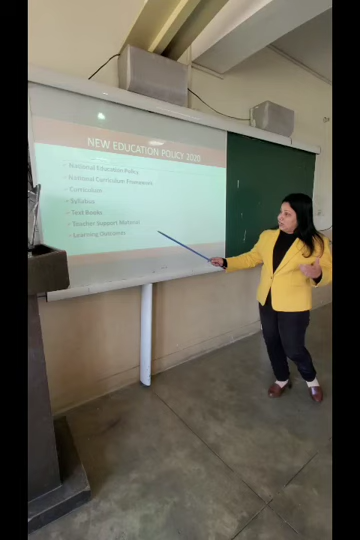 NEW EDUCATION POLICY 2020
– National Education Policy
– National Curriculum Framework
– Curriculum
– Syllabus
– Text Books
– Teacher Support Material
– Learning Outcomes